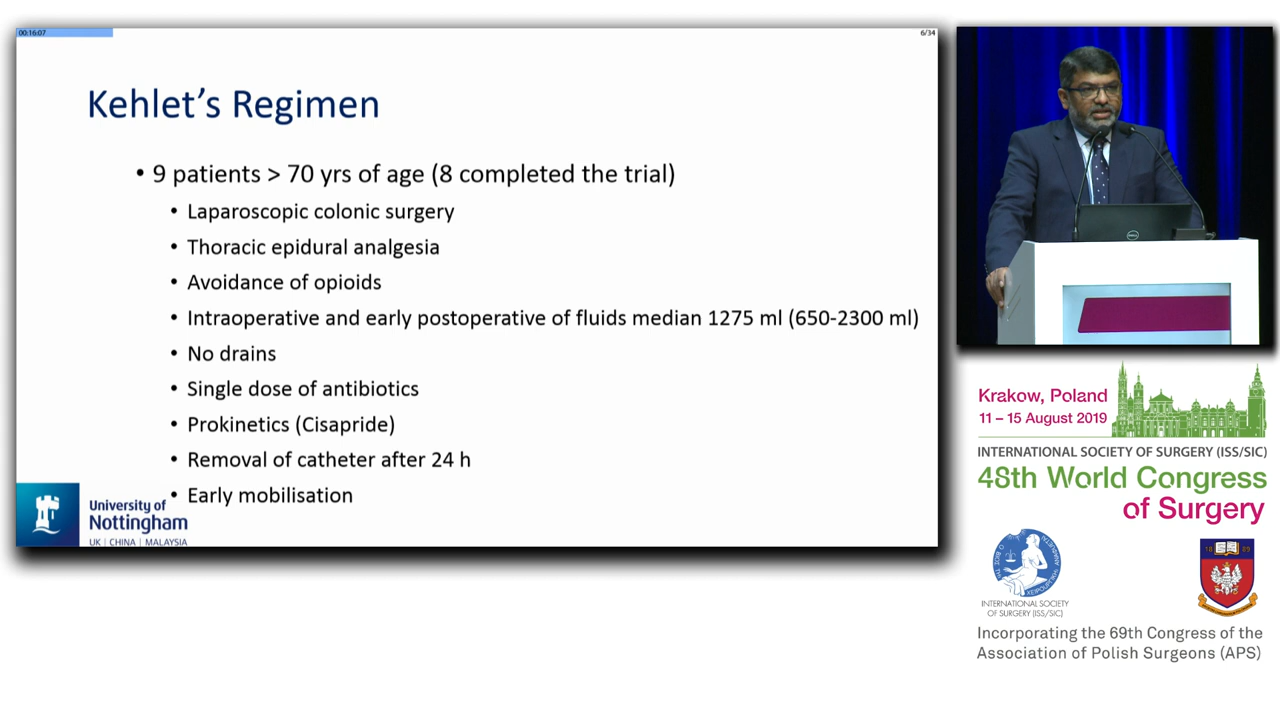 00:16:07
6/34
Kehlet's Regimen
• 9 patients > 70 yrs of age (8 completed the trial)
• Laparoscopic colonic surgery
• Thoracic epidural analgesia
• Avoidance of opioids
• Intraoperative and early postoperative of fluids median 1275 ml (650-2300 ml)
• No drains
• Single dose of antibiotics
• Prokinetics (Cisapride)
• Removal of catheter after 24 h
• Early mobilisation
University of
Nottingham
UK | CHINA | MALAYSIA
DELL
Krakow, Poland
11 – 15 August 2019
INTERNATIONAL SOCIETY OF SURGERY (ISS/SIC)
48th World Congress
of Surgery
INTERNATIONAL SOCIETY
OF SURGERY (ISS/SIC)
18 89
Incorporating the 69th Congress of the
Association of Polish Surgeons (APS)